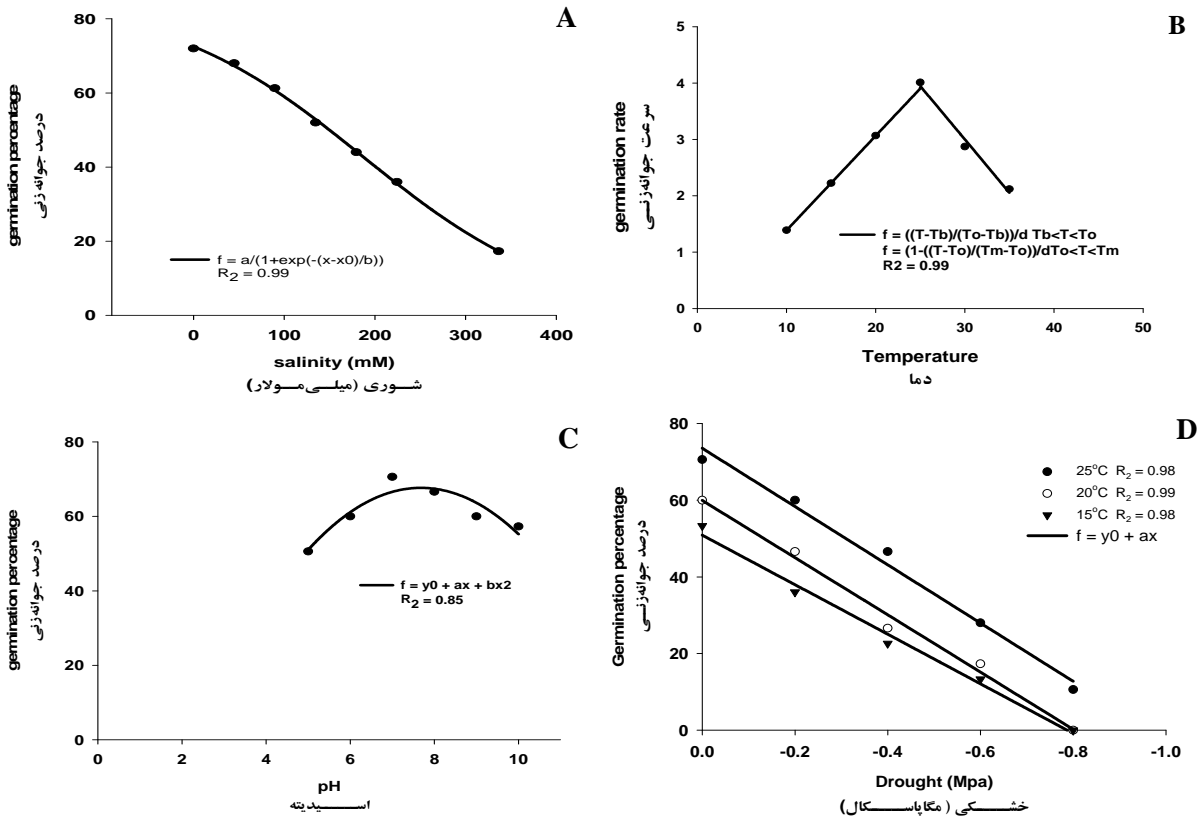 A
80
60
40
20
0
germination percentage
درصد جوانه‌زنی
f = a/(1+exp(-(x-x0)/b))
R2 = 0.99
0 100 200 300 400
salinity (mM)
شوری (میلی‌مولار)
B
5
4
3
2
1
0
germination rate
سرعت جوانه‌زنی
f = ((T-Tb)/(To-Tb))/d Tb<T<To
f = (1-((T-To)/(Tm-To))/dTo<T<Tm
R2 = 0.99
0 10 20 30 40 50
Temperature
دما
C
80
60
40
20
0
germination percentage
درصد جوانه‌زنی
f = y0 + ax + bx2
R2 = 0.85
0 2 4 6 8 10
pH
اسیدیته
D
80
60
40
20
0
Germination percentage
درصد جوانه‌زنی
25oC R2 = 0.98
20oC R2 = 0.99
15oC R2 = 0.98
f = y0 + ax
0.0 -0.2 -0.4 -0.6 -0.8 -1.0
Drought (Mpa)
خشکی (مگاپاسکال)